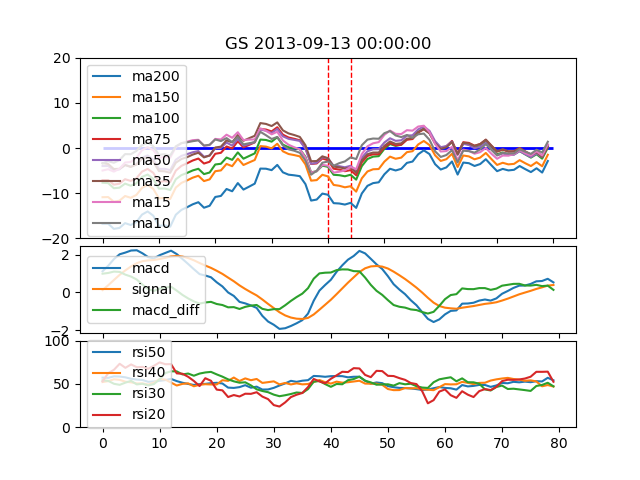 GS 2013-09-13 00:00:00
20
10
0
−10
−20
ma200
ma150
ma100
ma75
ma50
ma35
ma15
ma10
2
0
−2
macd
signal
macd_diff
100
50
0
rsi50
rsi40
rsi30
rsi20
0 10 20 30 40 50 60 70 80